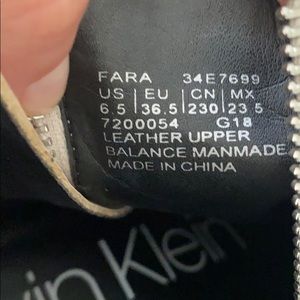 FARA 34E7699
US EU CN MX
6.5 36.5 230 23.5
7200054 G18
LEATHER UPPER
BALANCE MANMADE
MADE IN CHINA
vin Klein